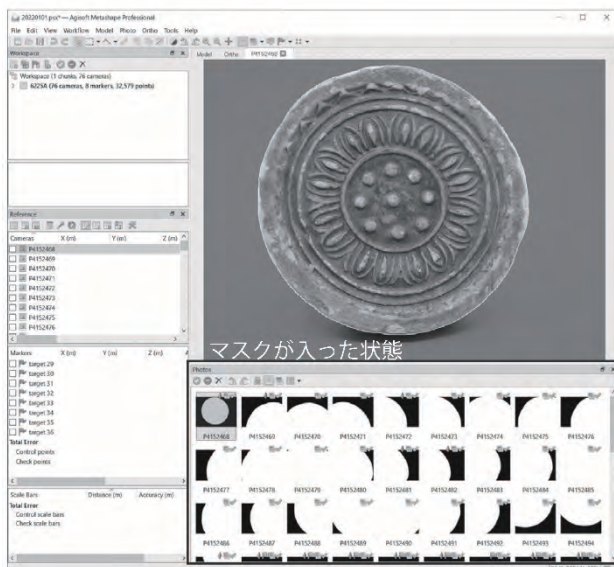 20220101.psx* — Agisoft Metashape Professional
File Edit View Workflow Model Photo Ortho Tools Help
Workspace
Model Ortho P4152468
Workspace (1 chunks, 76 cameras)
6225A (76 cameras, 8 markers, 32,579 points)
Reference
Cameras X (m) Y (m) Z (m)
P4152468
P4152469
P4152470
P4152471
P4152472
P4152473
P4152474
P4152475
P4152476
マスクが入った状態
Markers X (m) Y (m) Z (m)
target 29
target 30
target 31
target 32
target 33
target 34
target 35
target 36
Total Error
Control points
Check points
Scale Bars Distance (m) Accuracy (m)
Total Error
Control scale bars
Check scale bars
Photos
P4152468 P4152469 P4152470 P4152471 P4152472 P4152473 P4152474 P4152475 P4152476
P4152477 P4152478 P4152479 P4152480 P4152481 P4152482 P4152483 P4152484 P4152485
P4152486 P4152487 P4152488 P4152489 P4152490 P4152491 P4152492 P4152493 P4152494